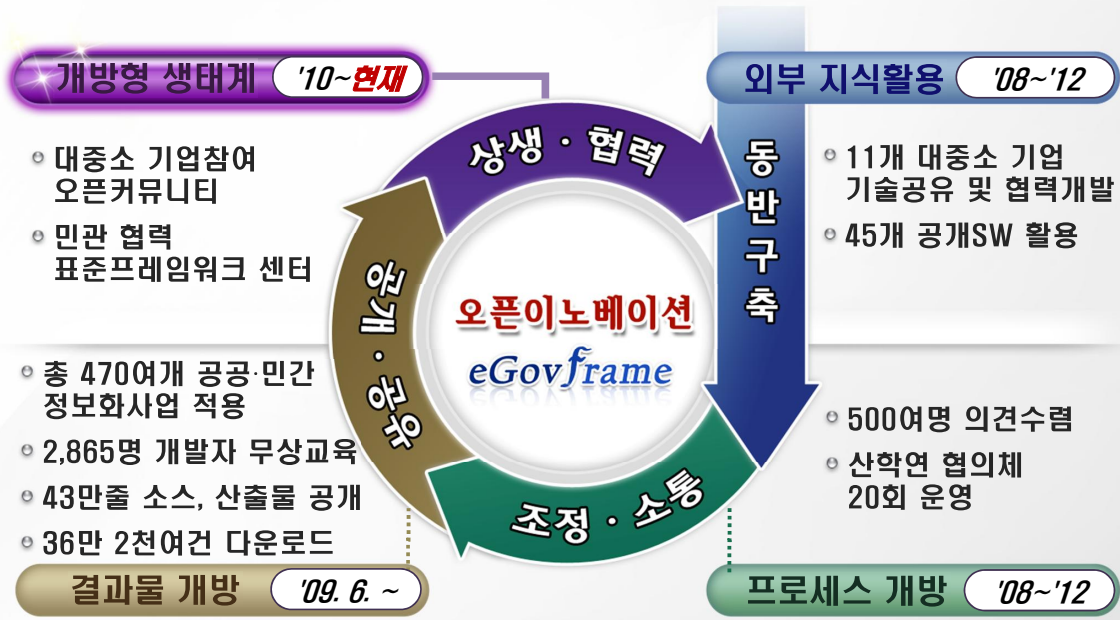 개방형 생태계 '10~현재
대중소 기업참여
오픈커뮤니티
민관 협력
표준프레임워크 센터
외부 지식활용 '08~'12
11개 대중소 기업
기술공유 및 협력개발
45개 공개SW 활용
상생·협력
동반구축
공개·공유
조정·소통
오픈이노베이션
eGovframe
총 470여개 공공·민간
정보화사업 적용
2,865명 개발자 무상교육
43만줄 소스, 산출물 공개
36만 2천여건 다운로드
결과물 개방 '09. 6. ~
500여명 의견수렴
산학연 협의체
20회 운영
프로세스 개방 '08~'12